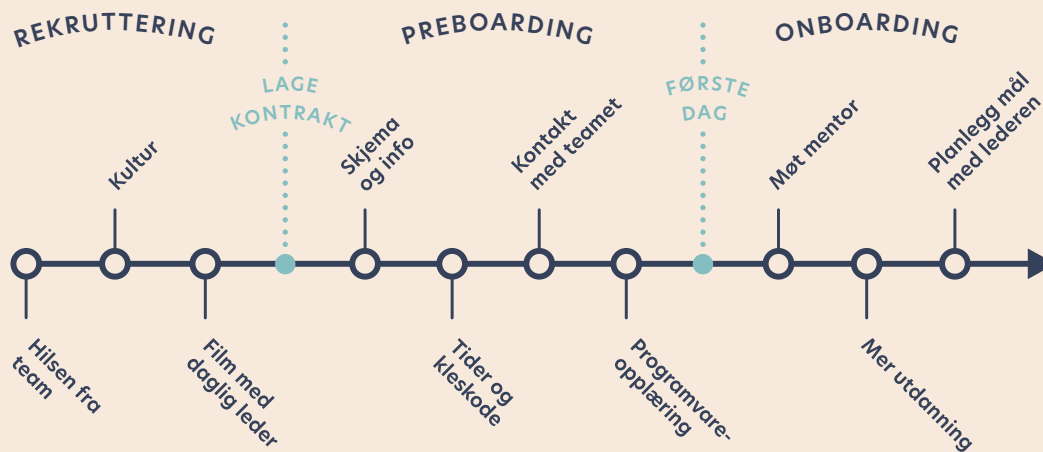 REKRUTTERING
PREBOARDING
ONBOARDING
LAGE
KONTRAKT
FØRSTE
DAG
Kultur
Skjema
og info
Kontakt
med teamet
Møt mentor
Planlegg mål
med lederen
Hilsen fra
team
Film med
daglig leder
Tider og
kleskode
Programvare-
opplæring
Mer utdanning